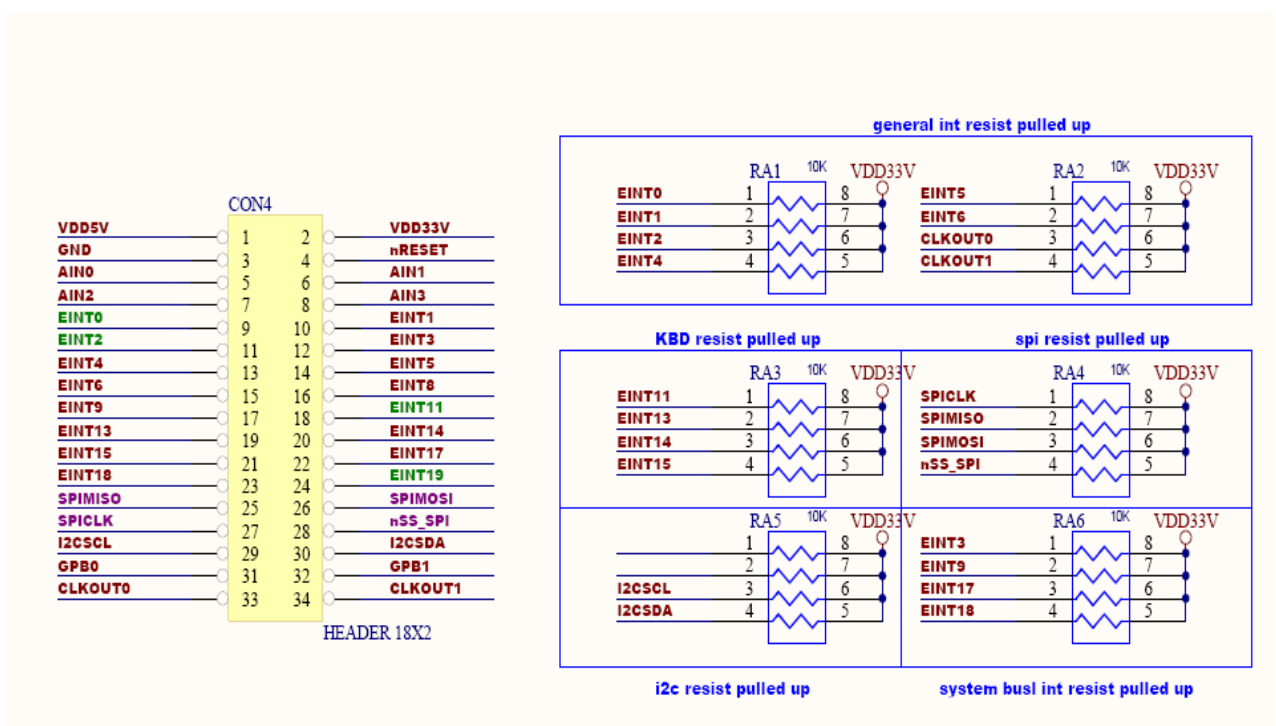 general int resist pulled up
RA1 10K VDD33V
EINT0 1 8
EINT1 2 7
EINT2 3 6
EINT4 4 5
RA2 10K VDD33V
EINT5 1 8
EINT6 2 7
CLKOUT0 3 6
CLKOUT1 4 5
CON4
VDD5V 1 2 VDD33V
GND 3 4 nRESET
AIN0 5 6 AIN1
AIN2 7 8 AIN3
EINT0 9 10 EINT1
EINT2 11 12 EINT3
EINT4 13 14 EINT5
EINT6 15 16 EINT8
EINT9 17 18 EINT11
EINT13 19 20 EINT14
EINT15 21 22 EINT17
EINT18 23 24 EINT19
SPIMISO 25 26 SPIMOSI
SPICLK 27 28 nSS_SPI
I2CSCL 29 30 I2CSDA
GPB0 31 32 GPB1
CLKOUT0 33 34 CLKOUT1
HEADER 18X2
KBD resist pulled up
RA3 10K VDD33V
EINT11 1 8
EINT13 2 7
EINT14 3 6
EINT15 4 5
spi resist pulled up
RA4 10K VDD33V
SPICLK 1 8
SPIMISO 2 7
SPIMOSI 3 6
nSS_SPI 4 5
RA5 10K VDD33V
1 8
2 7
I2CSCL 3 6
I2CSDA 4 5
i2c resist pulled up
RA6 10K VDD33V
EINT3 1 8
EINT9 2 7
EINT17 3 6
EINT18 4 5
system busl int resist pulled up